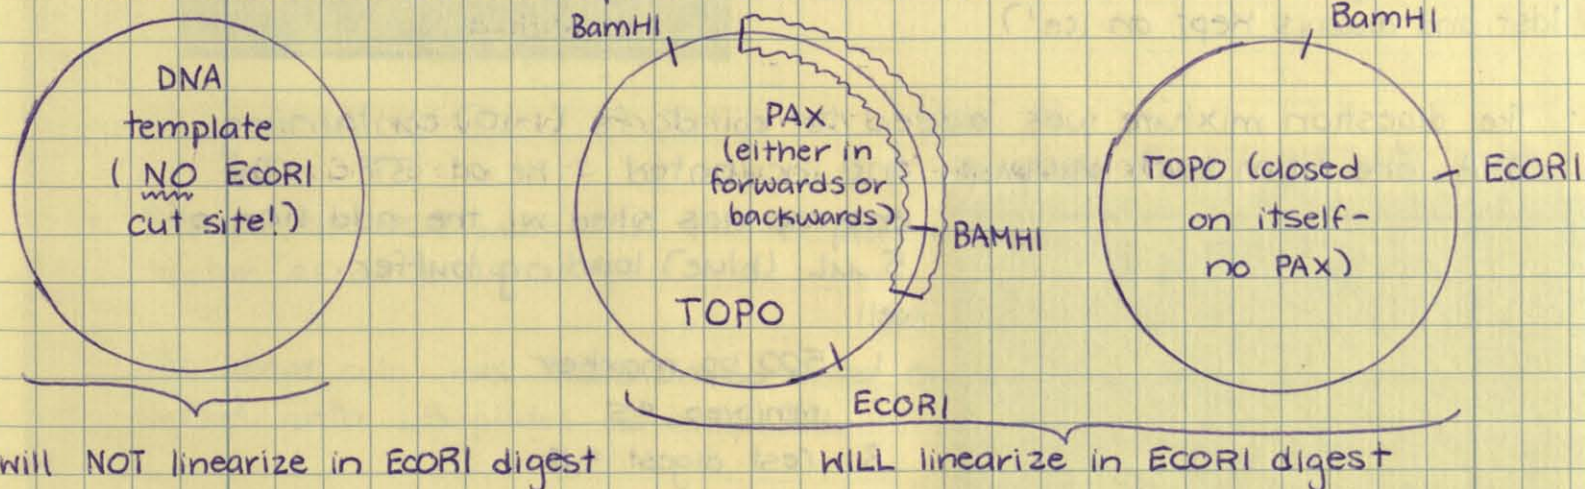 DNA
template
(NO EcoRI
cut site!)
will NOT linearize in EcoRI digest
BamHI
PAX
(either in
forwards or
backwards)
BAMHI
TOPO
EcoRI
BamHI
TOPO (closed
on itself-
no PAX)
EcoRI
WILL linearize in EcoRI digest